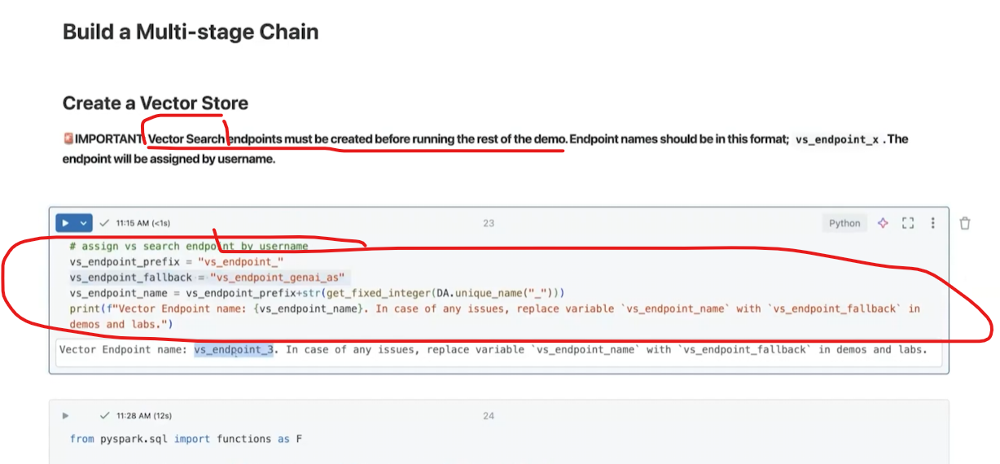 Build a Multi-stage Chain
Create a Vector Store
🚨IMPORTANT: Vector Search endpoints must be created before running the rest of the demo. Endpoint names should be in this format; vs_endpoint_x . The
endpoint will be assigned by username.
11:15 AM (<1s)
23
Python
# assign vs search endpoint by username
vs_endpoint_prefix = "vs_endpoint_"
vs_endpoint_fallback = "vs_endpoint_genai_as"
vs_endpoint_name = vs_endpoint_prefix+str(get_fixed_integer(DA.unique_name("_")))
print(f"Vector Endpoint name: {vs_endpoint_name}. In case of any issues, replace variable `vs_endpoint_name` with `vs_endpoint_fallback` in
demos and labs.")
Vector Endpoint name: vs_endpoint_3. In case of any issues, replace variable `vs_endpoint_name` with `vs_endpoint_fallback` in demos and labs.
11:28 AM (12s)
24
from pyspark.sql import functions as F